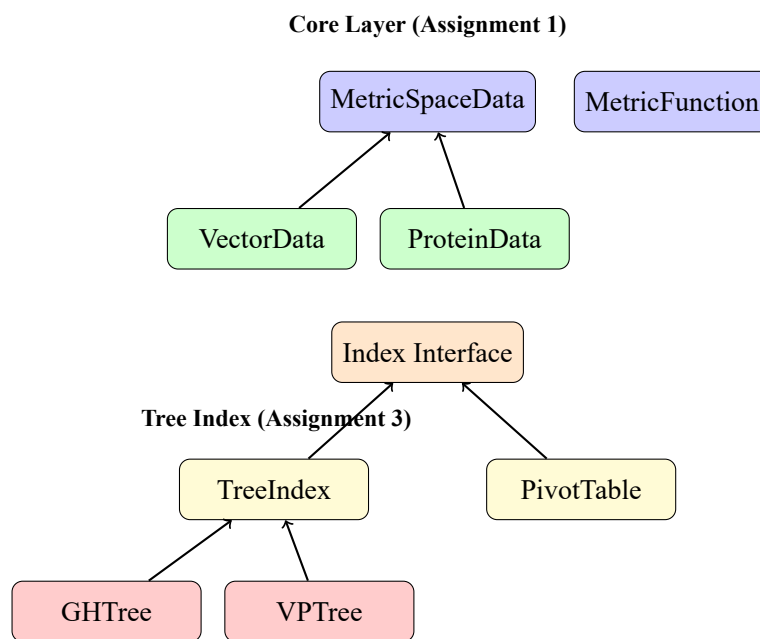 Core Layer (Assignment 1)
MetricSpaceData
MetricFunction
VectorData
ProteinData
Index Interface
Tree Index (Assignment 3)
TreeIndex
PivotTable
GHTree
VPTree